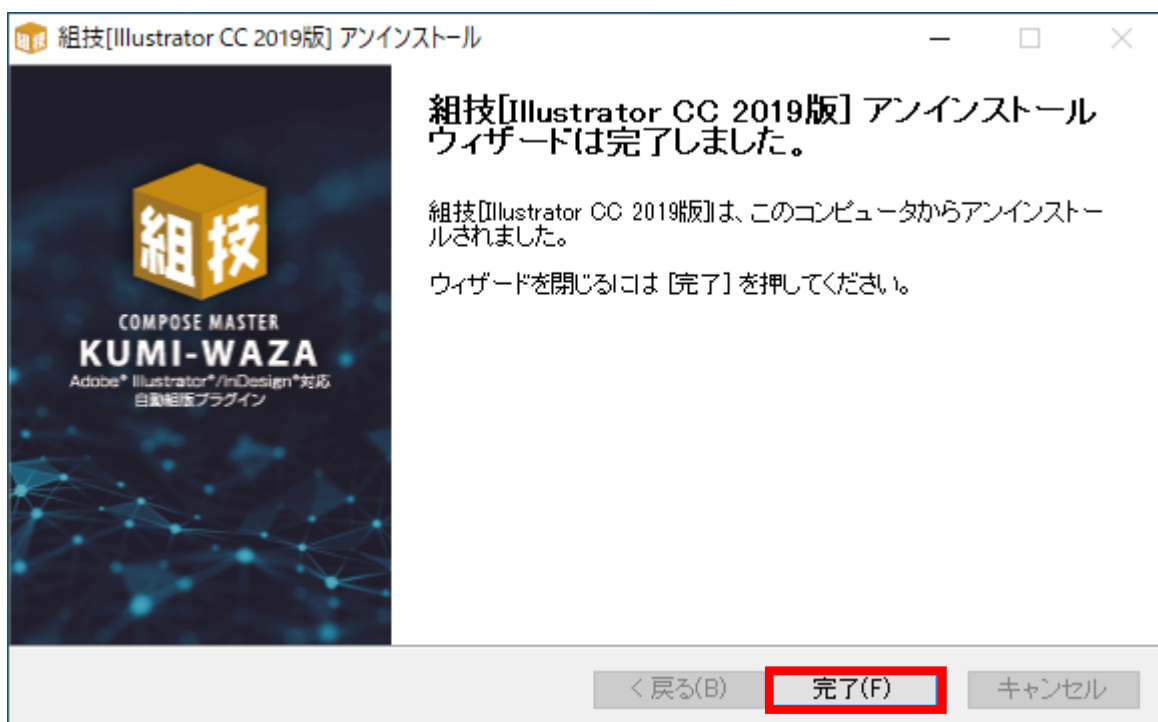 組技[Illustrator CC 2019版] アンインストール
組技[Illustrator CC 2019版] アンインストール
ウィザードは完了しました。
組技[Illustrator CC 2019版]は、このコンピュータからアンインストー
ルされました。
ウィザードを閉じるには [完了] を押してください。
組技
COMPOSE MASTER
KUMI-WAZA
Adobe® Illustrator®/InDesign®対応
自動組版プラグイン
< 戻る(B)
完了(F)
キャンセル